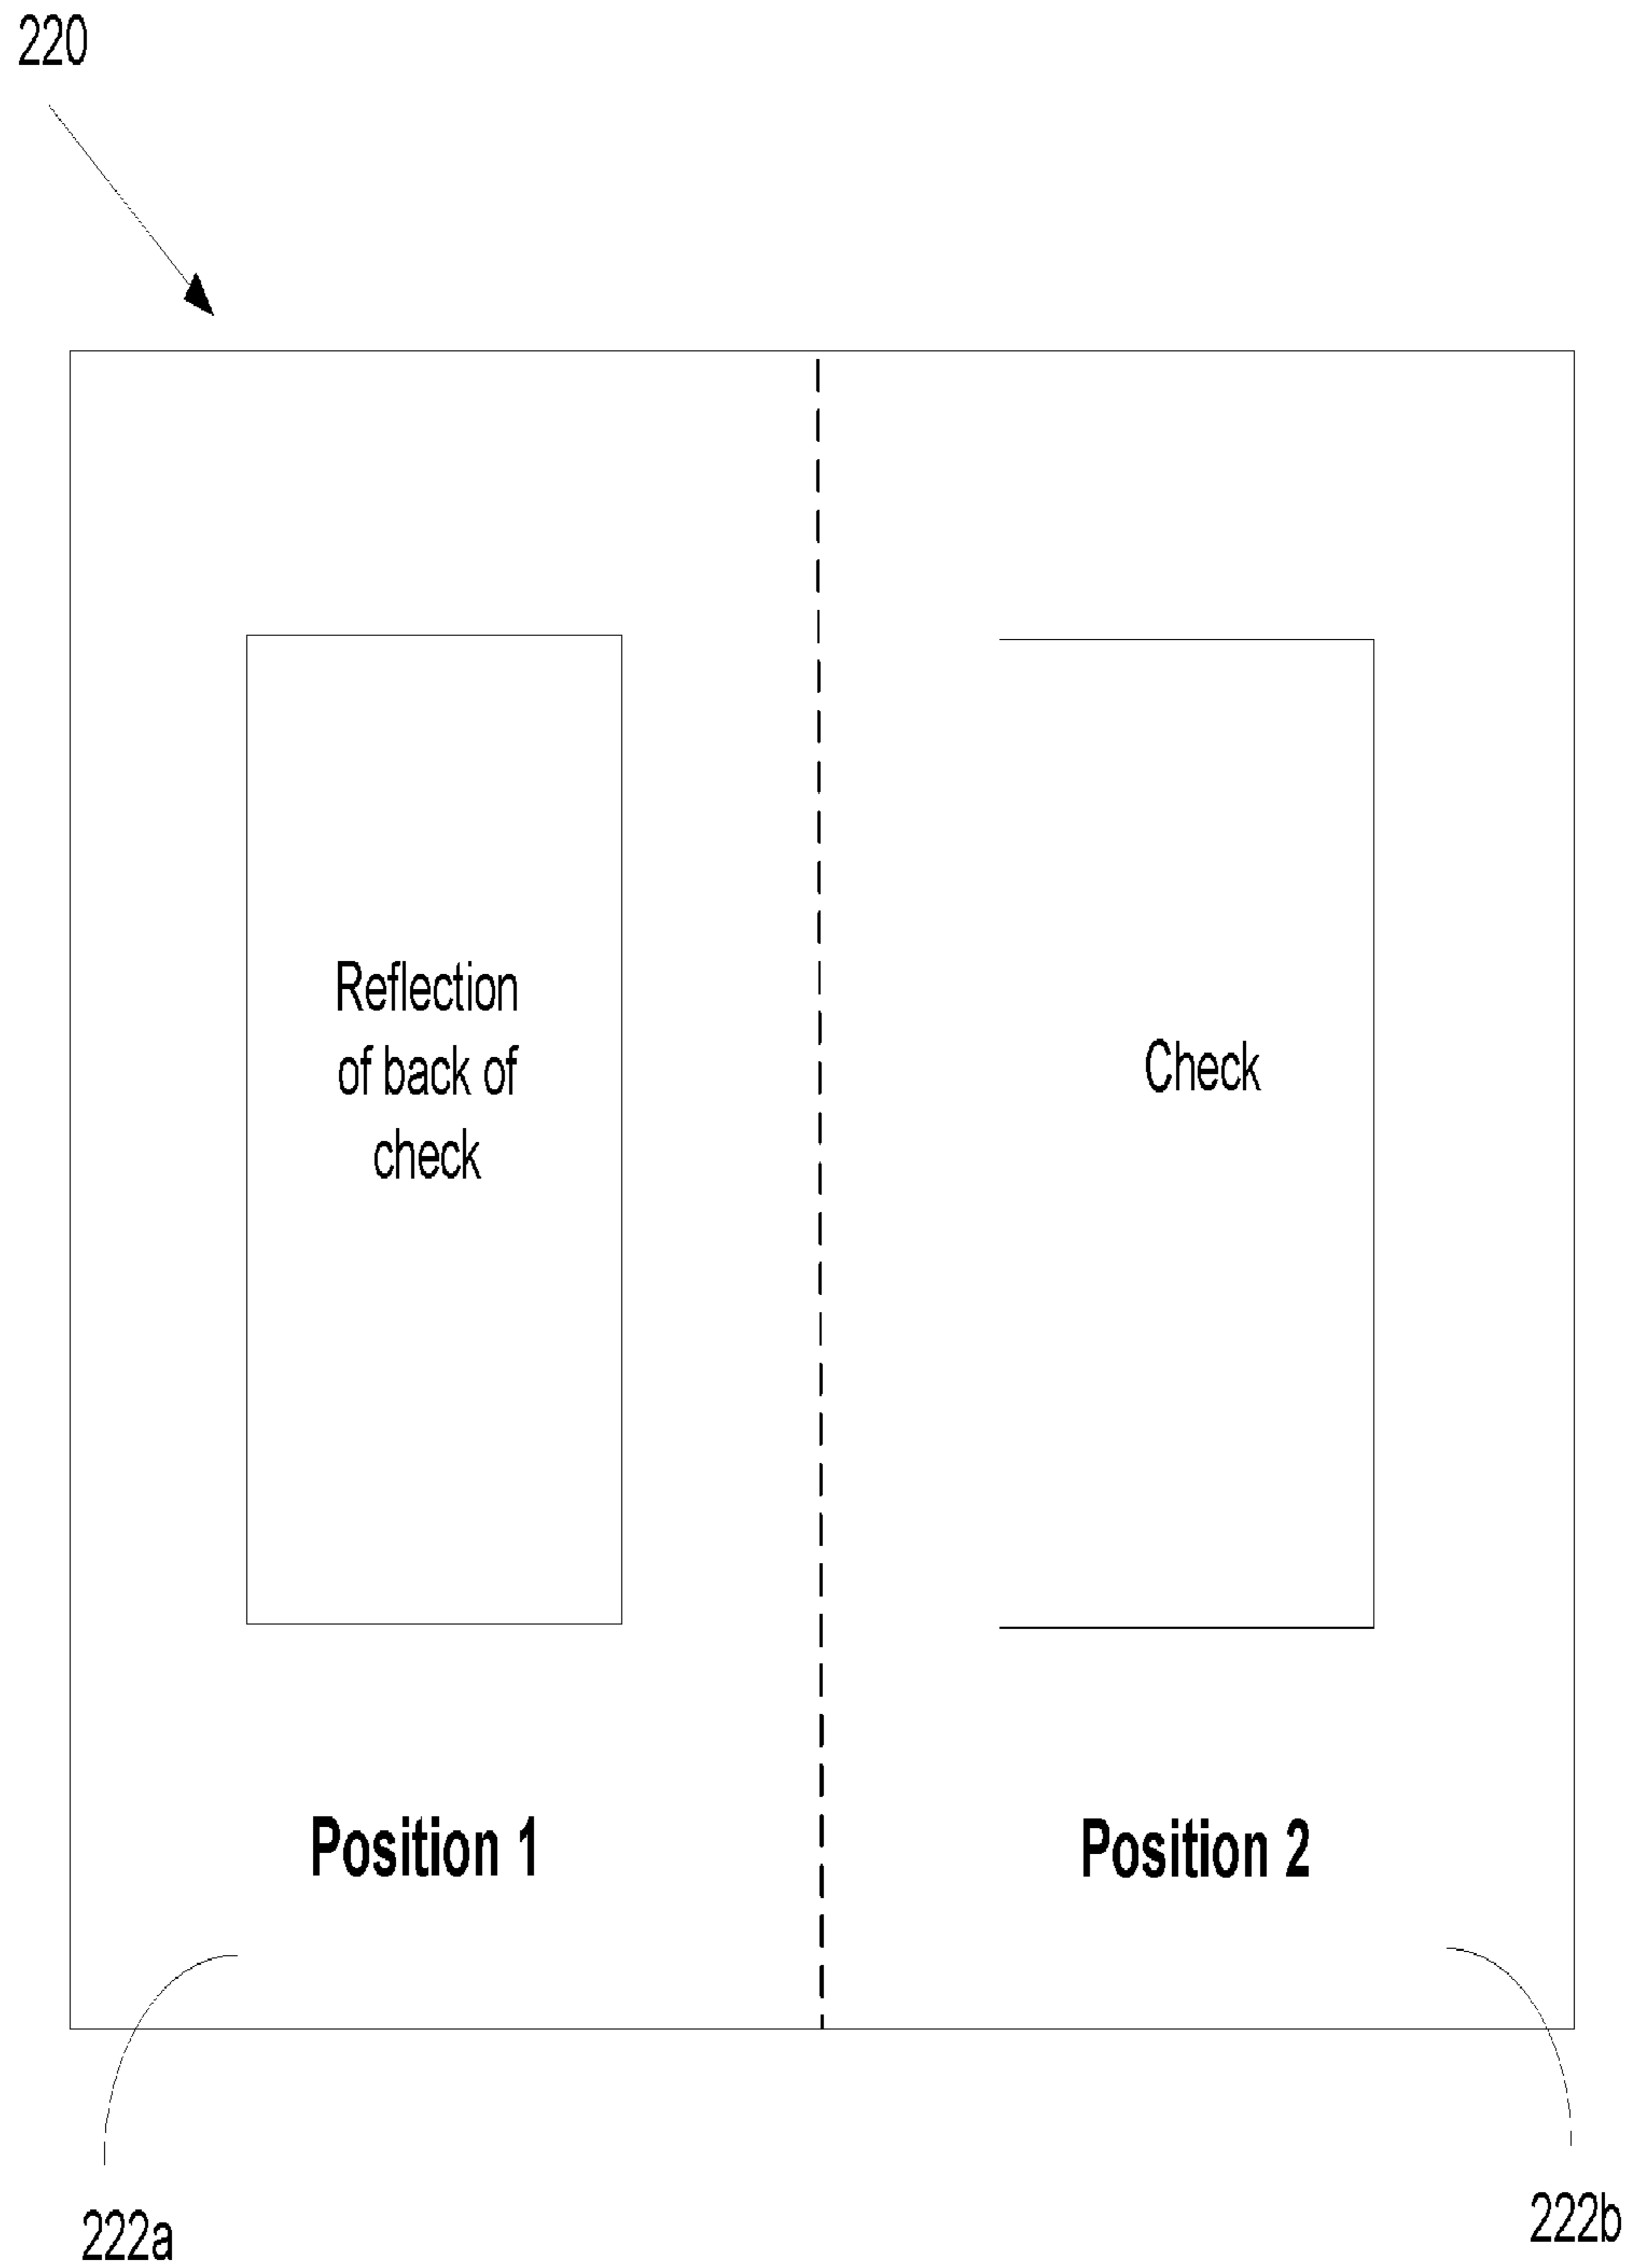 220
Reflection
of back of
check
Check
Position 1
Position 2
222a
222b